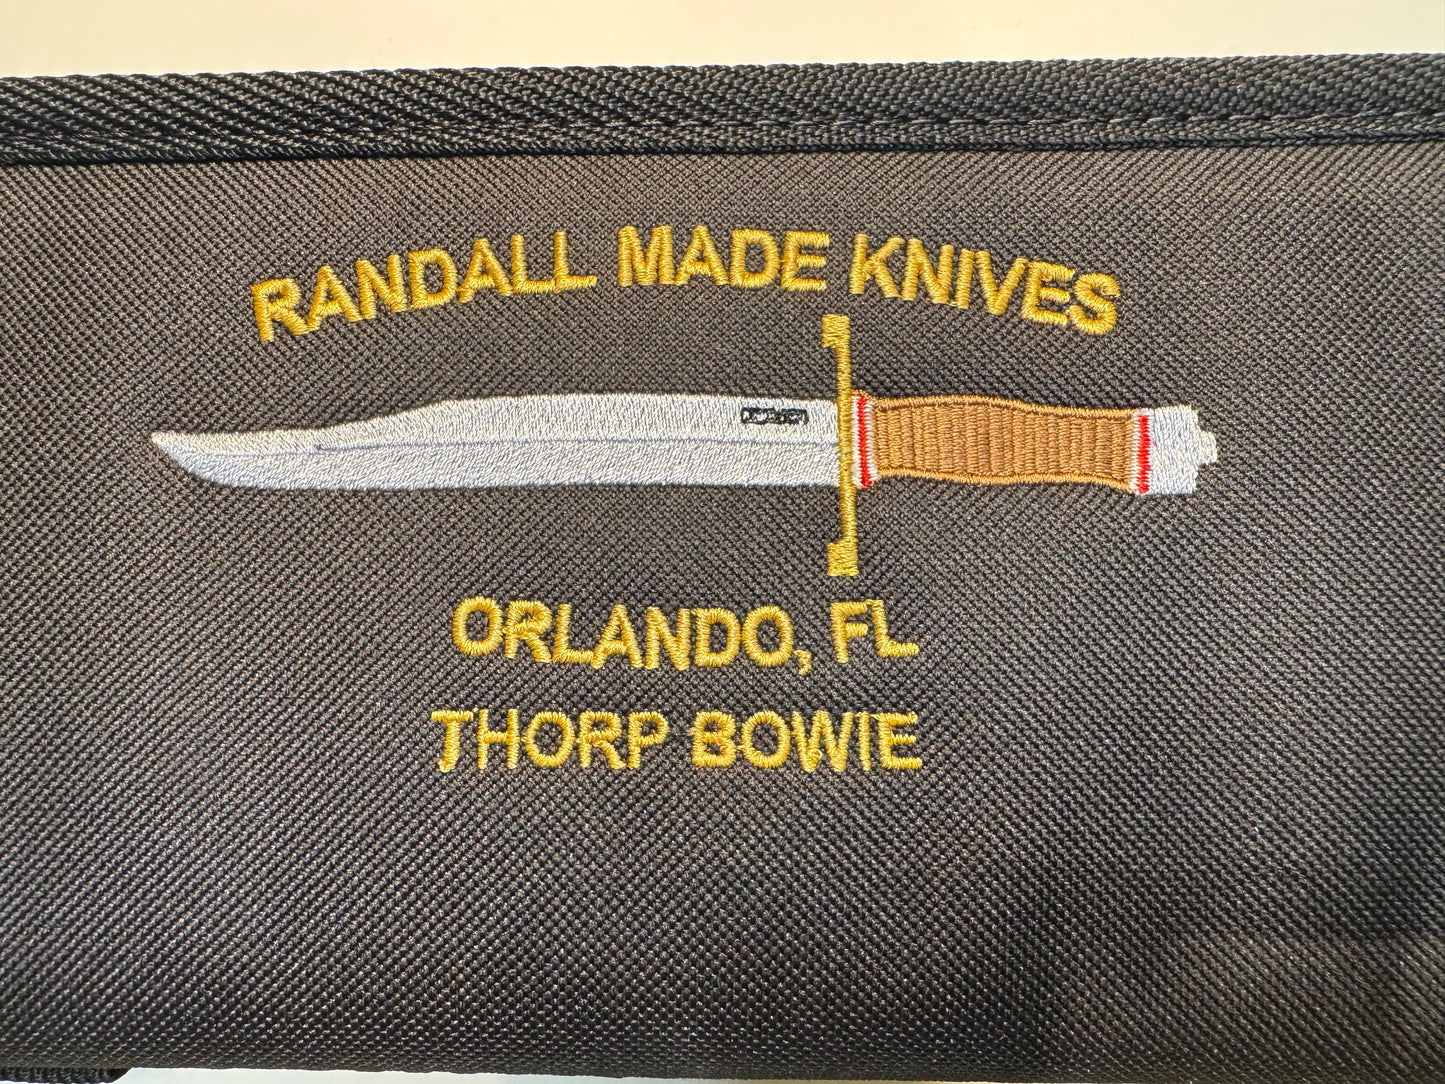 RANDALL MADE KNIVES
ORLANDO, FL
THORP BOWIE